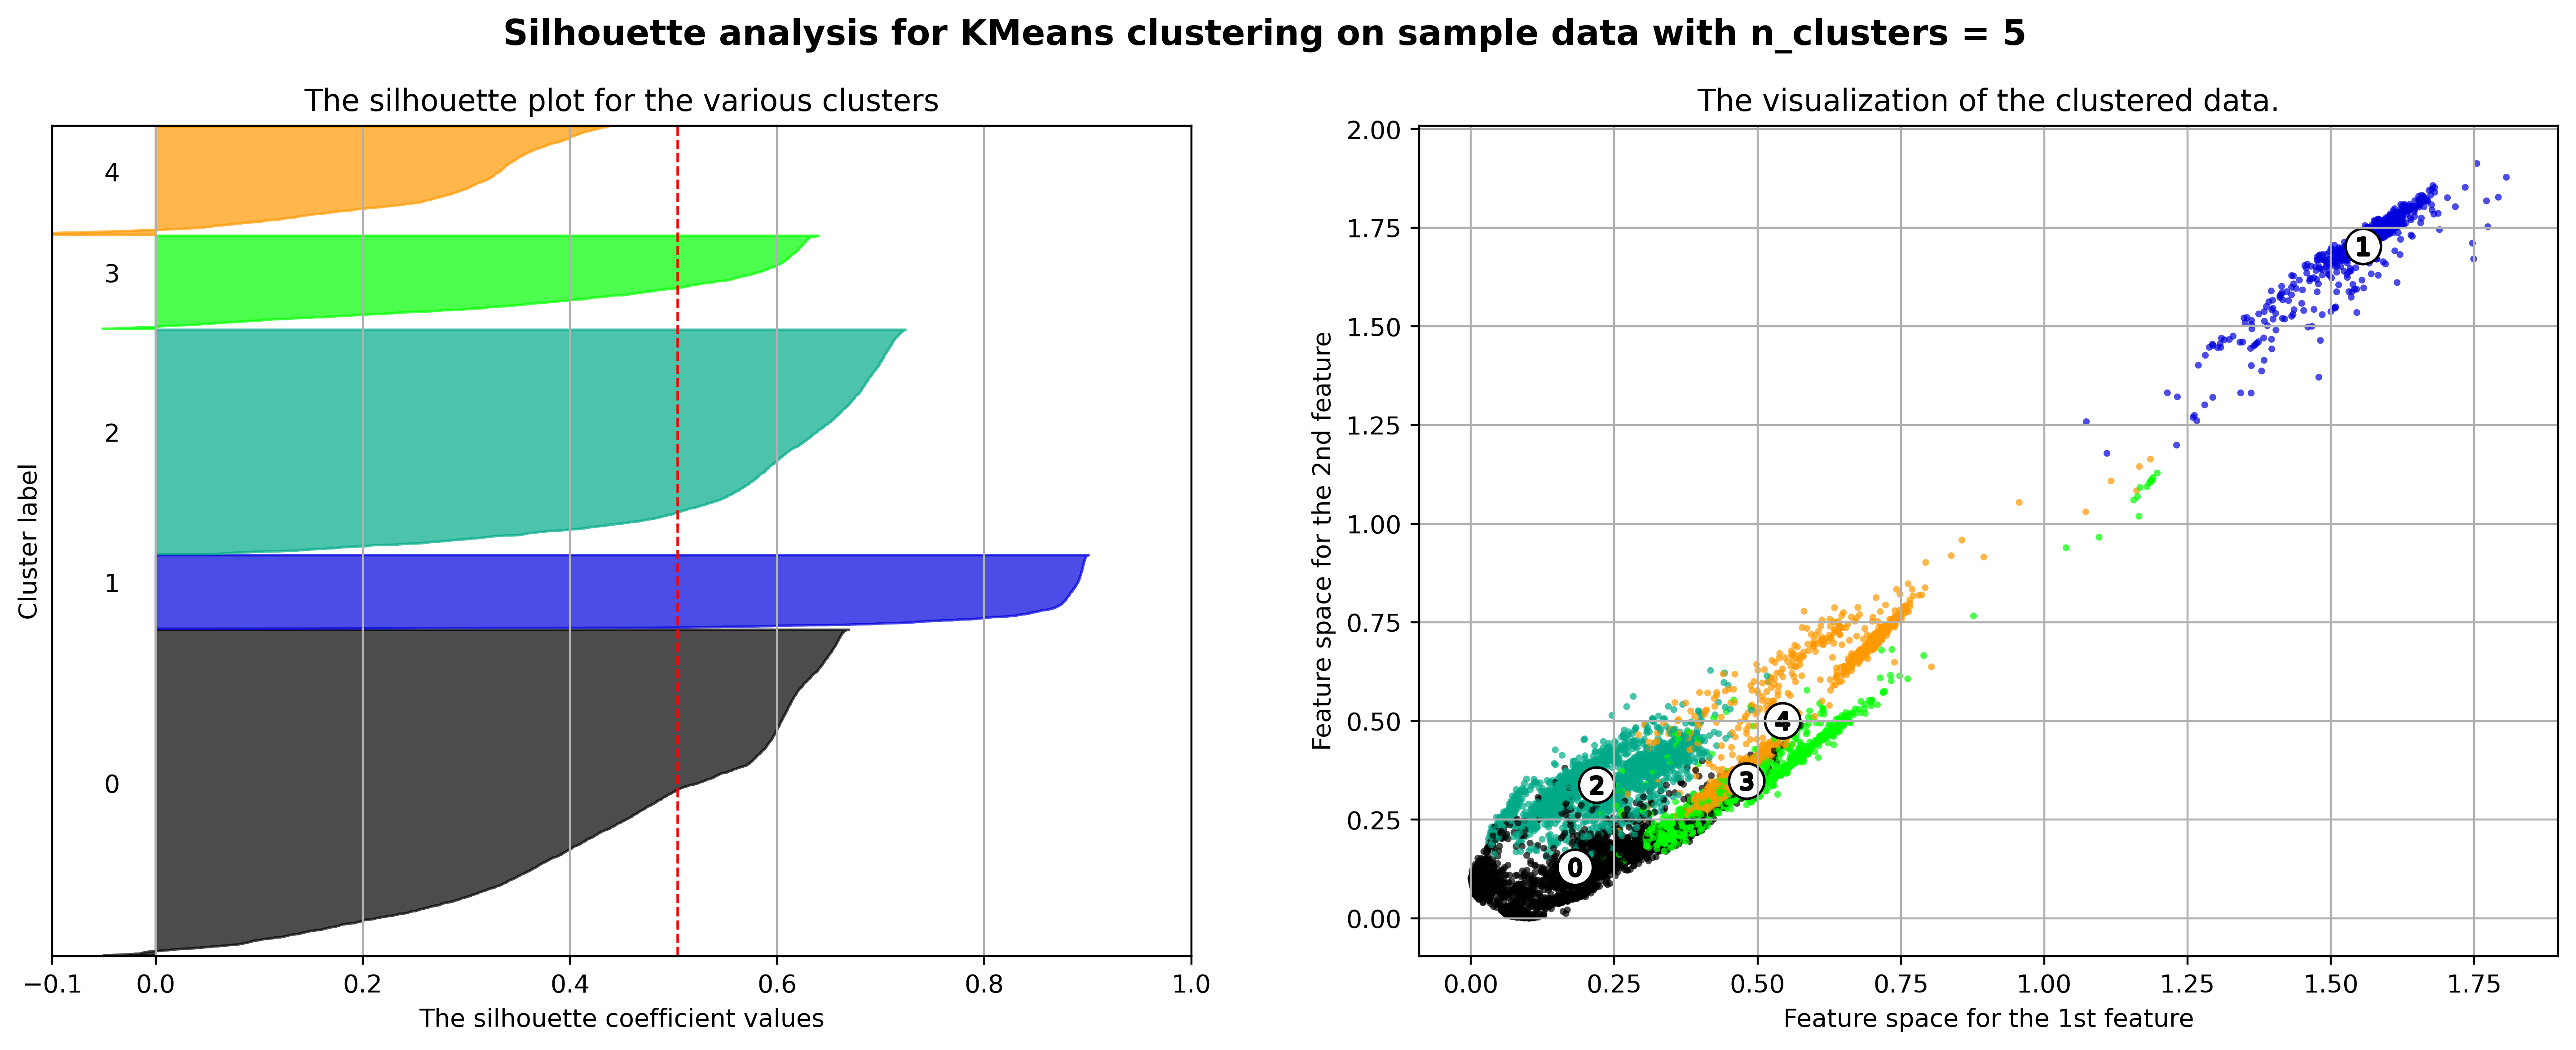 Silhouette analysis for KMeans clustering on sample data with n_clusters = 5
The silhouette plot for the various clusters
Cluster label
4
3
2
1
0
−0.1 0.0 0.2 0.4 0.6 0.8 1.0
The silhouette coefficient values
The visualization of the clustered data.
Feature space for the 2nd feature
2.00
1.75
1.50
1.25
1.00
0.75
0.50
0.25
0.00
1
4
3
2
0
0.00 0.25 0.50 0.75 1.00 1.25 1.50 1.75
Feature space for the 1st feature